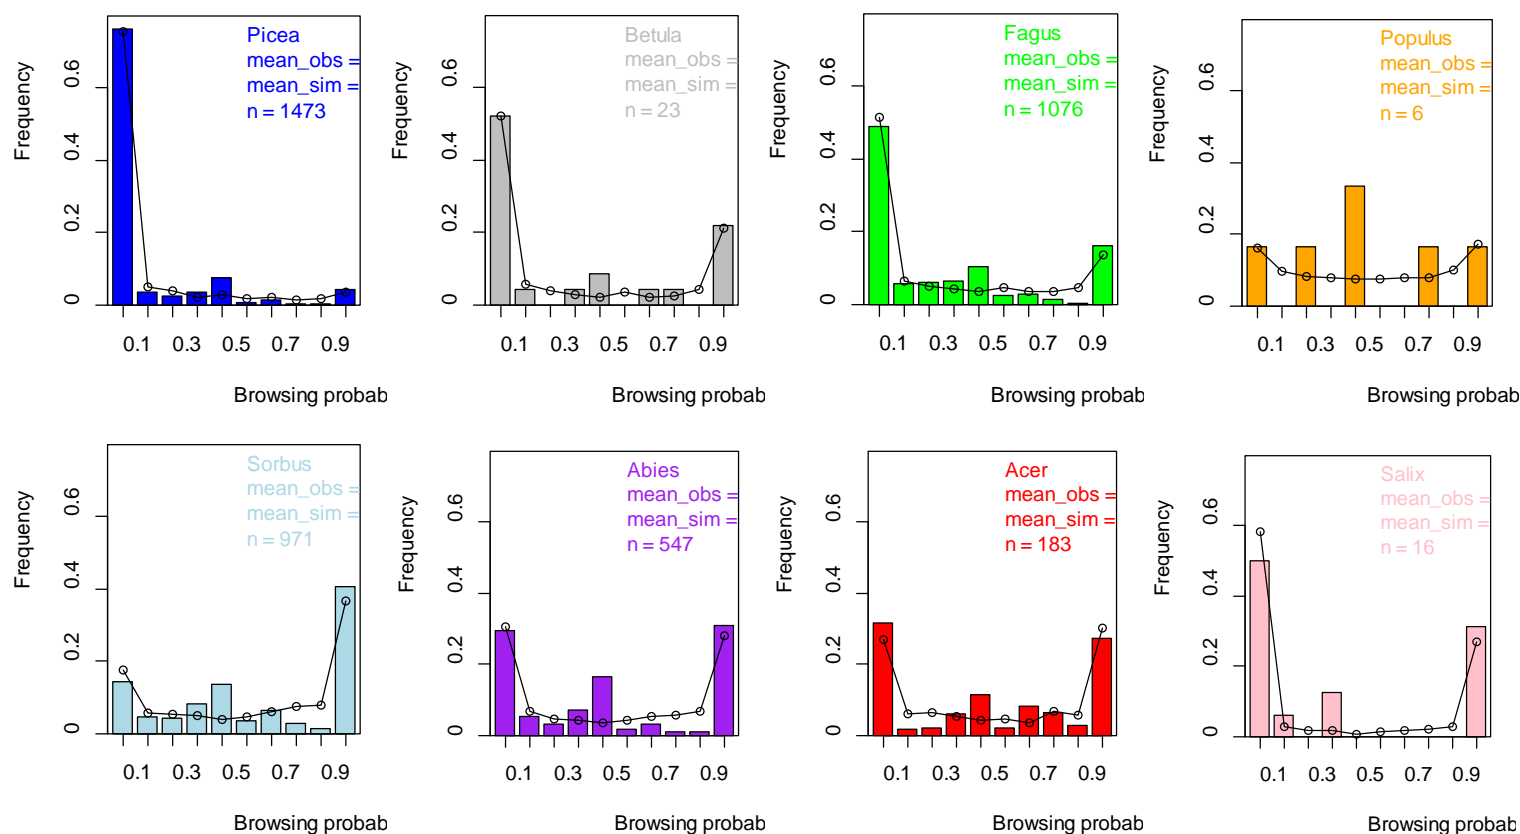 Picea
mean_obs =
mean_sim =
n = 1473
Frequency
0 0.2 0.4 0.6
0.1 0.3 0.5 0.7 0.9
Browsing probab
Betula
mean_obs =
mean_sim =
n = 23
Frequency
0 0.2 0.4 0.6
0.1 0.3 0.5 0.7 0.9
Browsing probab
Fagus
mean_obs =
mean_sim =
n = 1076
Frequency
0 0.2 0.4 0.6
0.1 0.3 0.5 0.7 0.9
Browsing probab
Populus
mean_obs =
mean_sim =
n = 6
Frequency
0 0.2 0.4 0.6
0.1 0.3 0.5 0.7 0.9
Browsing probab
Sorbus
mean_obs =
mean_sim =
n = 971
Frequency
0 0.2 0.4 0.6
0.1 0.3 0.5 0.7 0.9
Browsing probab
Abies
mean_obs =
mean_sim =
n = 547
Frequency
0 0.2 0.4 0.6
0.1 0.3 0.5 0.7 0.9
Browsing probab
Acer
mean_obs =
mean_sim =
n = 183
Frequency
0 0.2 0.4 0.6
0.1 0.3 0.5 0.7 0.9
Browsing probab
Salix
mean_obs =
mean_sim =
n = 16
Frequency
0 0.2 0.4 0.6
0.1 0.3 0.5 0.7 0.9
Browsing probab